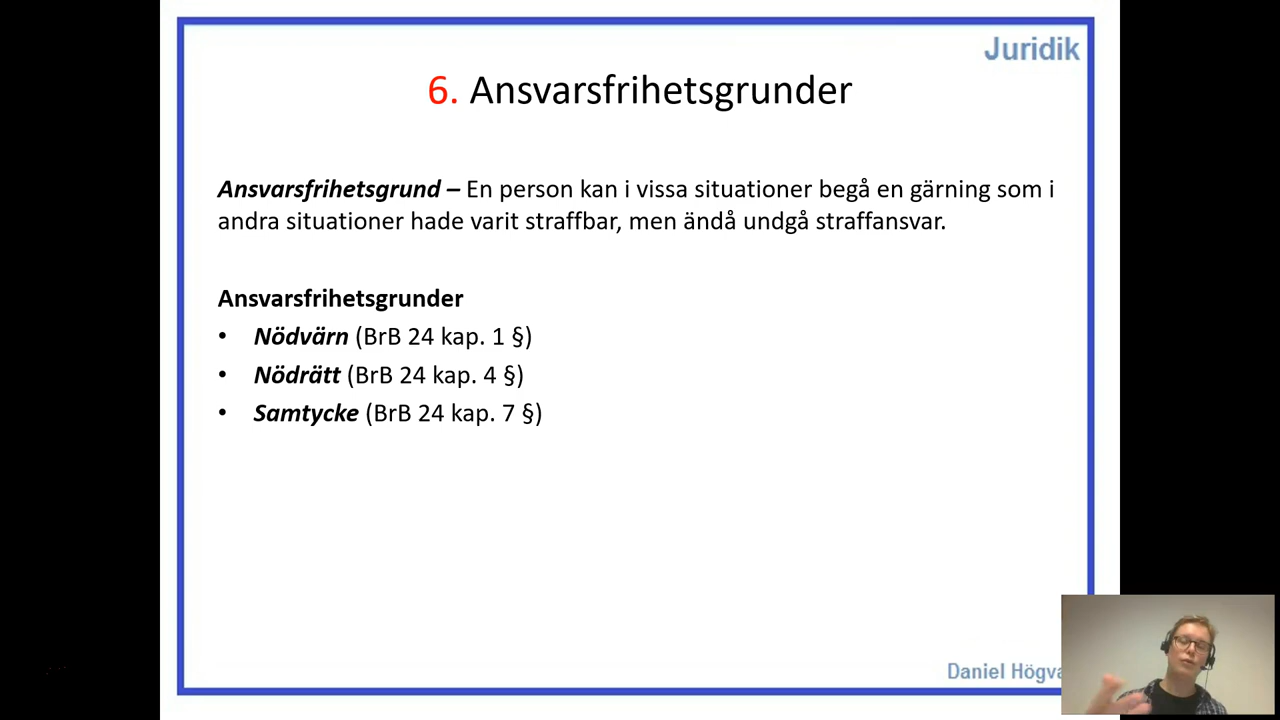 Juridik
6. Ansvarsfrihetsgrunder
Ansvarsfrihetsgrund – En person kan i vissa situationer begå en gärning som i
andra situationer hade varit straffbar, men ändå undgå straffansvar.
Ansvarsfrihetsgrunder
• Nödvärn (BrB 24 kap. 1 §)
• Nödrätt (BrB 24 kap. 4 §)
• Samtycke (BrB 24 kap. 7 §)
Daniel